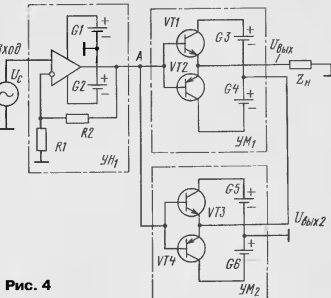 Вход
U_C
G1
+
−
G2
+
−
R1
R2
УН₁
A
VT1
VT2
G3
+
−
G4
+
−
УМ₁
Uвых
/
Zн
VT3
VT4
G5
+
−
G6
+
−
УМ₂
Uвых2
Рис. 4